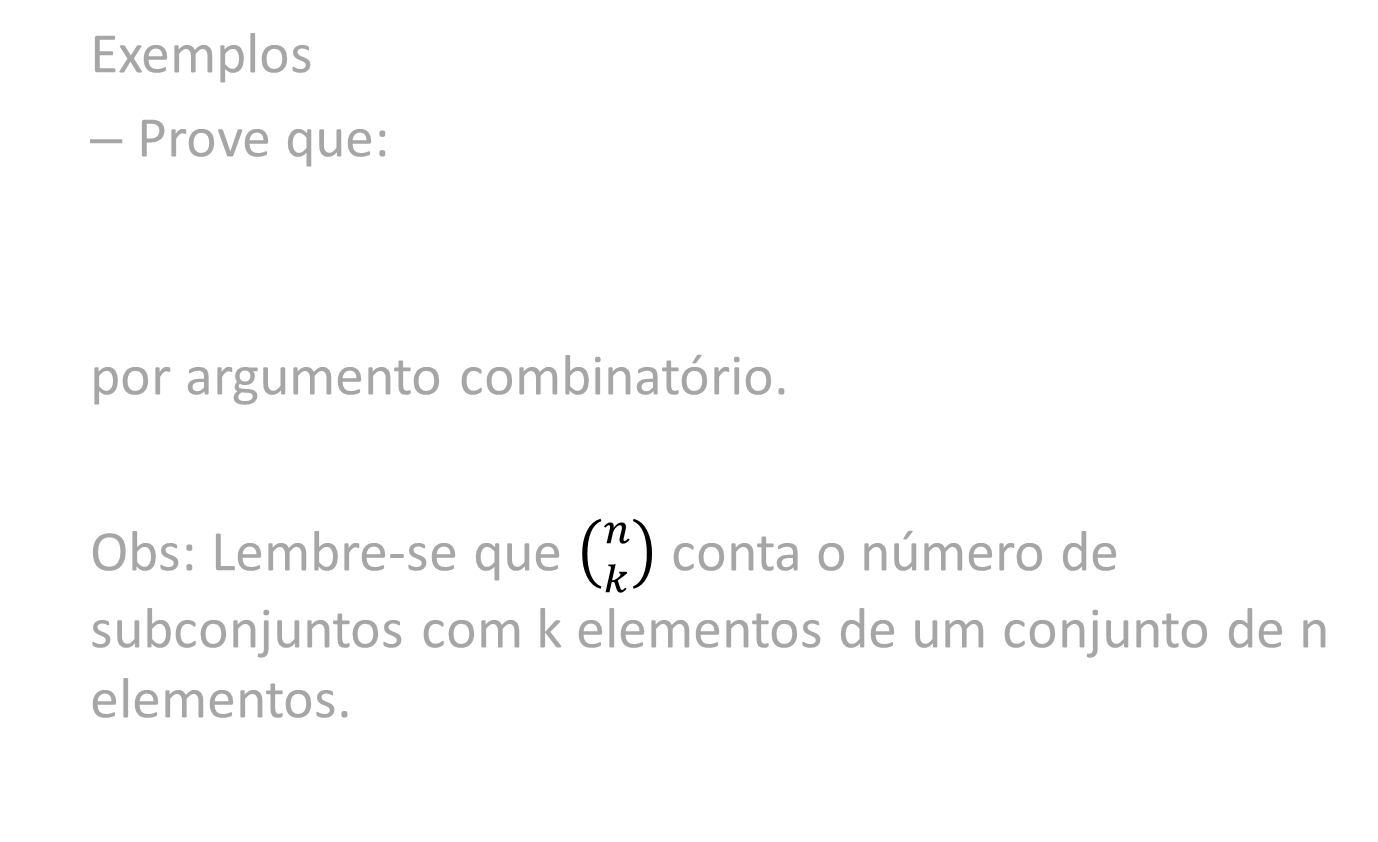 Exemplos
– Prove que:
por argumento combinatório.
Obs: Lembre-se que $\binom{n}{k}$ conta o número de
subconjuntos com k elementos de um conjunto de n
elementos.